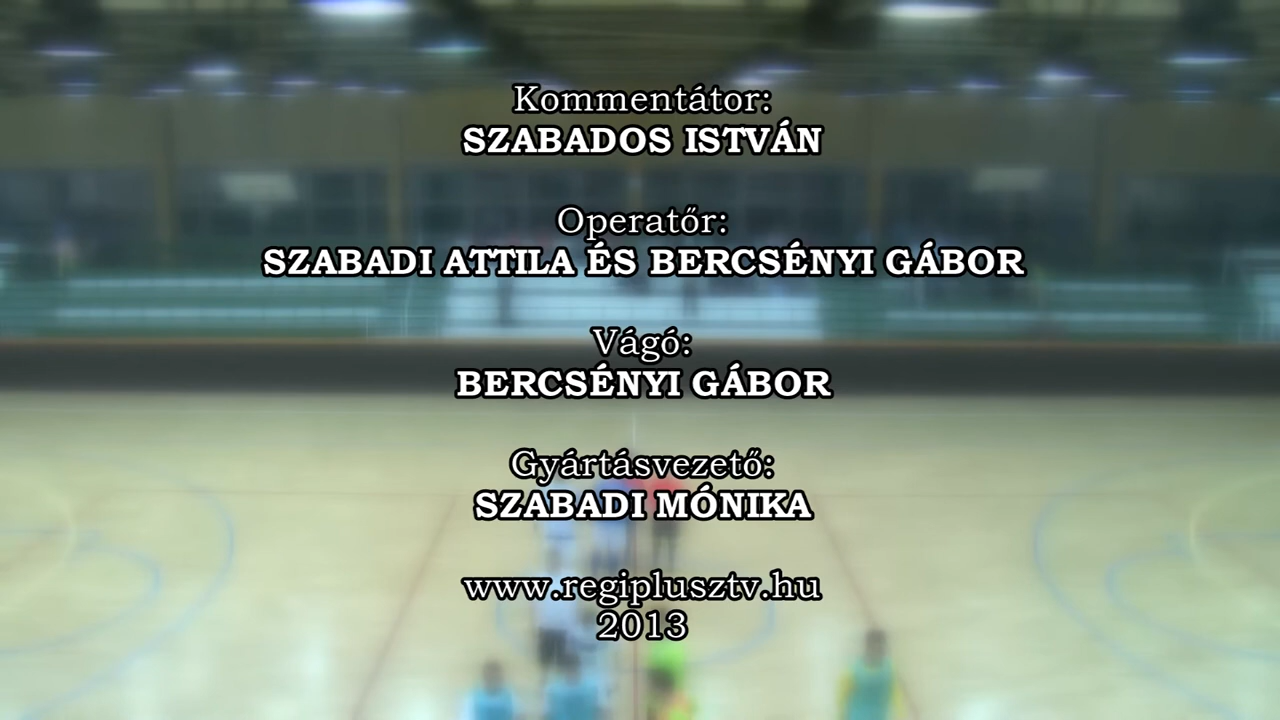 Kommentátor:
SZABADOS ISTVÁN
Operatőr:
SZABADI ATTILA ÉS BERCSÉNYI GÁBOR
Vágó:
BERCSÉNYI GÁBOR
Gyártásvezető:
SZABADI MÓNIKA
www.regiplusztv.hu
2013